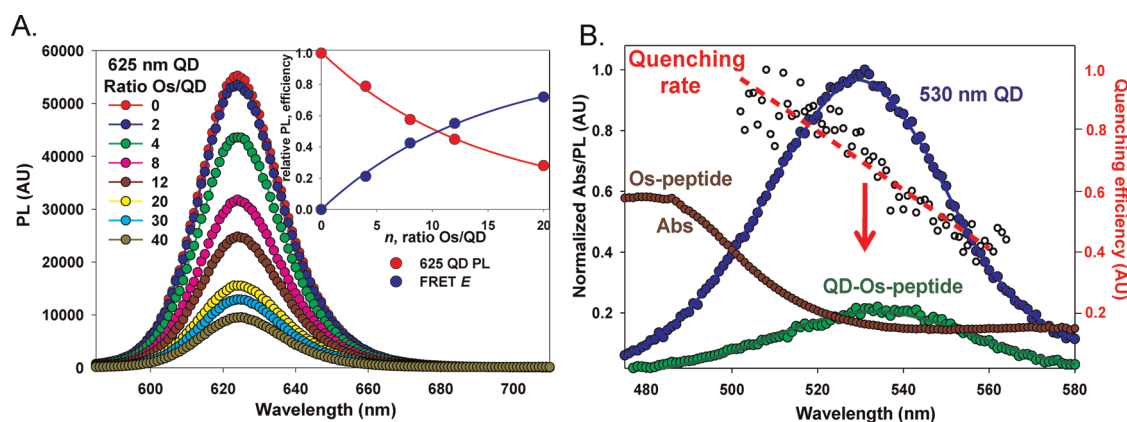 A.
60000
50000
40000
30000
20000
10000
0
PL (AU)
625 nm QD
Ratio Os/QD
0
2
4
8
12
20
30
40
600
620
640
660
680
700
Wavelength (nm)
1.0
0.8
0.6
0.4
0.2
0.0
relative PL, efficiency
0
5
10
15
20
n, ratio Os/QD
625 QD PL
FRET E
B.
1.0
0.8
0.6
0.4
0.2
Normalized Abs/PL (AU)
Quenching
rate
530 nm QD
Os-peptide
Abs
QD-Os-peptide
480
500
520
540
560
580
Wavelength (nm)
1.0
0.8
0.6
0.4
0.2
Quenching efficiency
(AU)